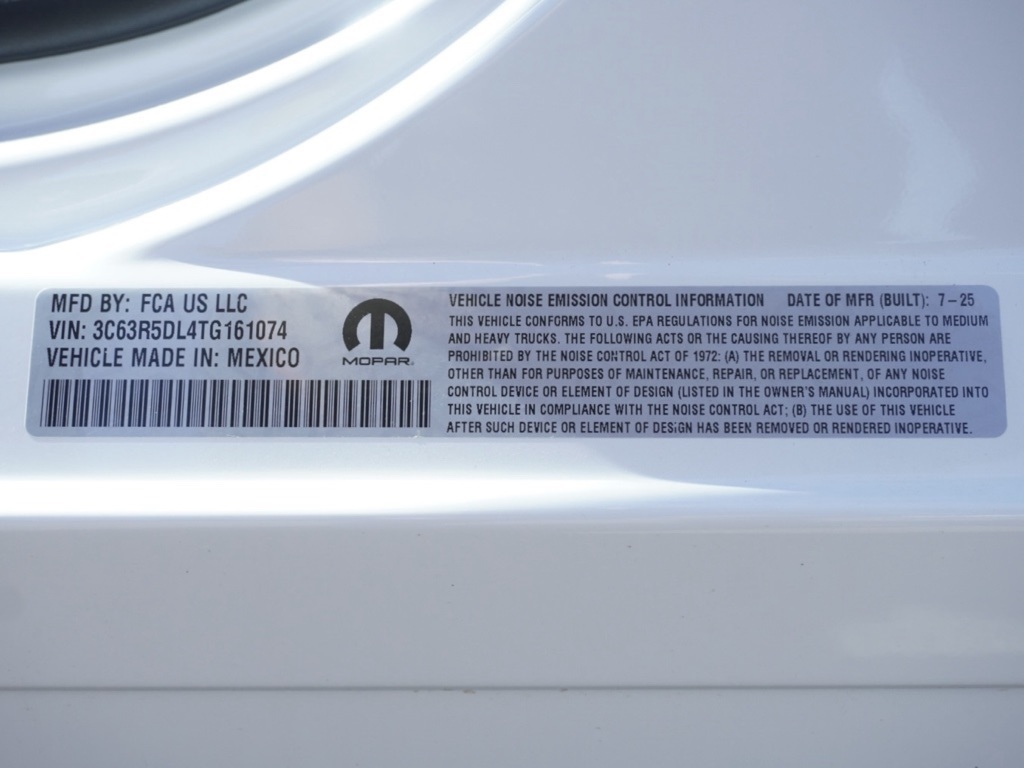 MFD BY: FCA US LLC
VIN: 3C63R5DL4TG161074
VEHICLE MADE IN: MEXICO
MOPAR
VEHICLE NOISE EMISSION CONTROL INFORMATION DATE OF MFR (BUILT): 7-25
THIS VEHICLE CONFORMS TO U.S. EPA REGULATIONS FOR NOISE EMISSION APPLICABLE TO MEDIUM
AND HEAVY TRUCKS. THE FOLLOWING ACTS OR THE CAUSING THEREOF BY ANY PERSON ARE
PROHIBITED BY THE NOISE CONTROL ACT OF 1972: (A) THE REMOVAL OR RENDERING INOPERATIVE,
OTHER THAN FOR PURPOSES OF MAINTENANCE, REPAIR, OR REPLACEMENT, OF ANY NOISE
CONTROL DEVICE OR ELEMENT OF DESIGN (LISTED IN THE OWNER'S MANUAL) INCORPORATED INTO
THIS VEHICLE IN COMPLIANCE WITH THE NOISE CONTROL ACT; (B) THE USE OF THIS VEHICLE
AFTER SUCH DEVICE OR ELEMENT OF DESIGN HAS BEEN REMOVED OR RENDERED INOPERATIVE.